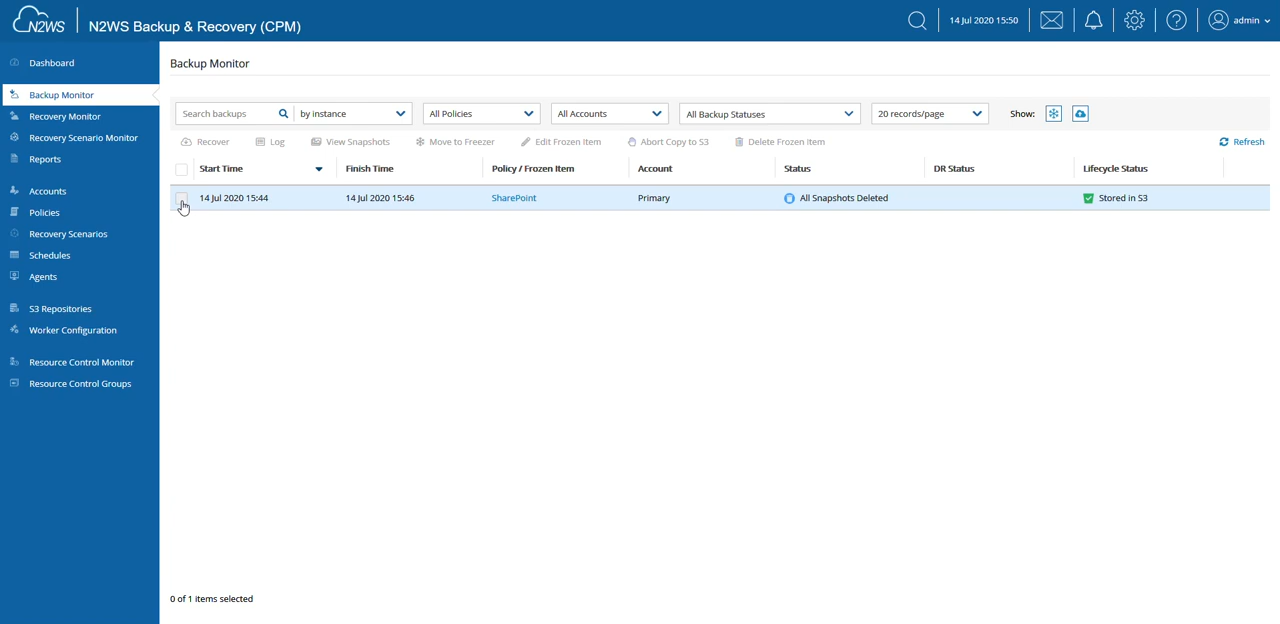 N2WS N2WS Backup & Recovery (CPM) 14 Jul 2020 15:50 admin
Dashboard
Backup Monitor
Recovery Monitor
Recovery Scenario Monitor
Reports
Accounts
Policies
Recovery Scenarios
Schedules
Agents
S3 Repositories
Worker Configuration
Resource Control Monitor
Resource Control Groups
Backup Monitor
Search backups by instance All Policies All Accounts All Backup Statuses 20 records/page Show:
Recover Log View Snapshots Move to Freezer Edit Frozen Item Abort Copy to S3 Delete Frozen Item Refresh
Start Time Finish Time Policy / Frozen Item Account Status DR Status Lifecycle Status
14 Jul 2020 15:44 14 Jul 2020 15:46 SharePoint Primary All Snapshots Deleted Stored in S3
0 of 1 items selected